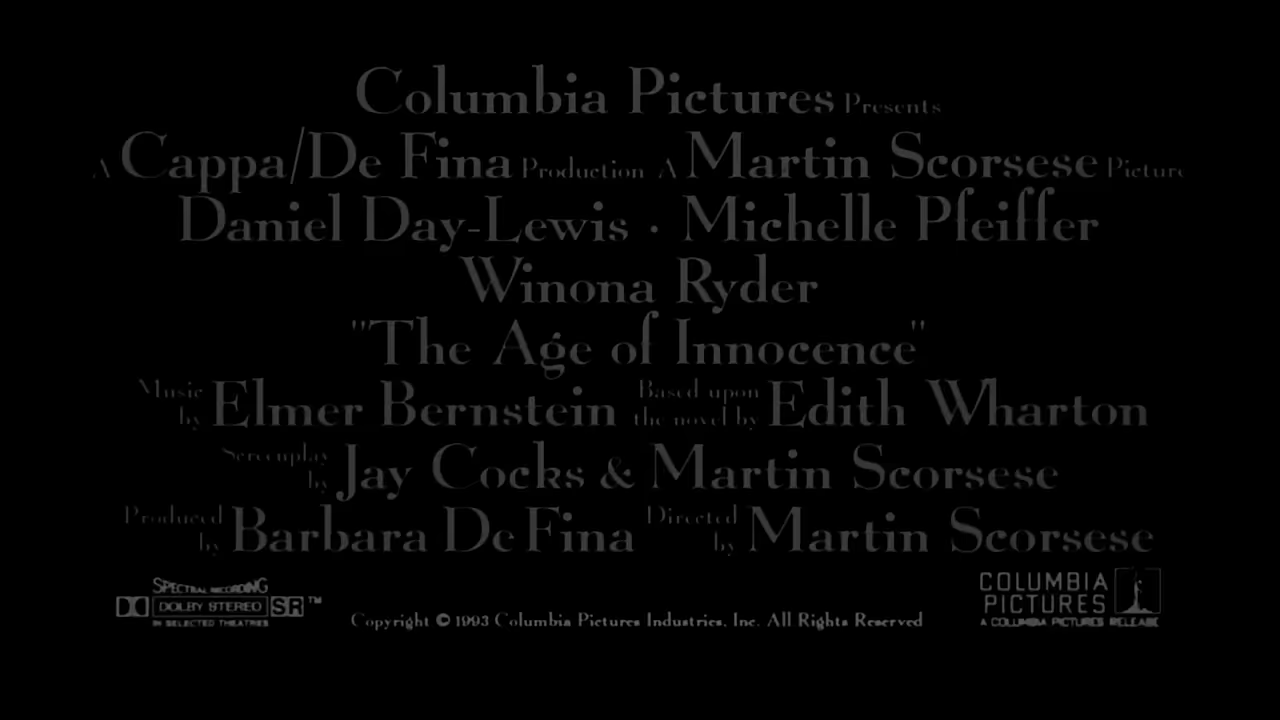 Columbia Pictures Presents
A Cappa/De Fina Production A Martin Scorsese Picture
Daniel Day-Lewis · Michelle Pfeiffer
Winona Ryder
"The Age of Innocence"
Music by Elmer Bernstein Based upon the novel by Edith Wharton
Screenplay by Jay Cocks & Martin Scorsese
Produced by Barbara De Fina Directed by Martin Scorsese
SPECTRAL RECORDING
DOLBY STEREO SR™
IN SELECTED THEATRES
Copyright © 1993 Columbia Pictures Industries, Inc. All Rights Reserved
COLUMBIA
PICTURES
A COLUMBIA PICTURES RELEASE